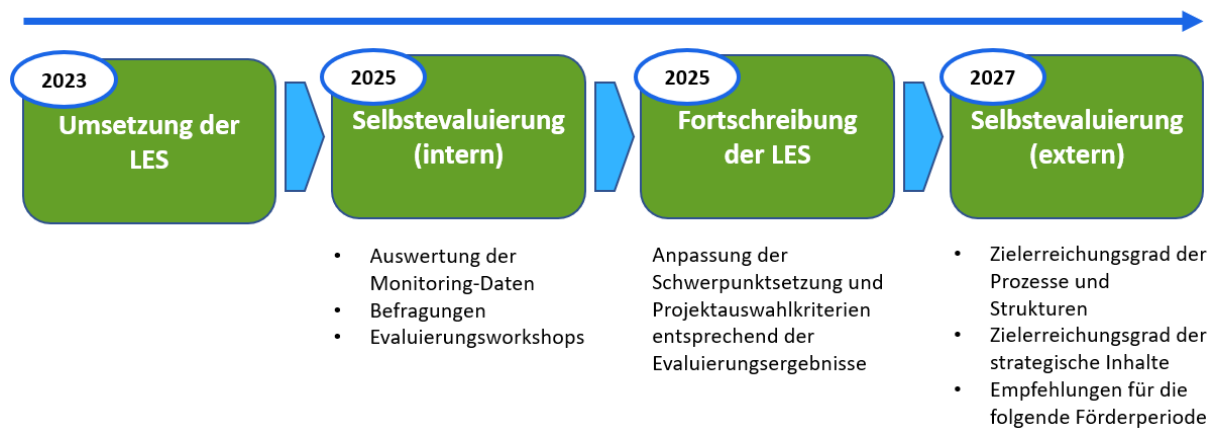 2023
Umsetzung der
LES
2025
Selbstevaluierung
(intern)
• Auswertung der
Monitoring-Daten
• Befragungen
• Evaluierungsworkshops
2025
Fortschreibung
der LES
Anpassung der
Schwerpunktsetzung und
Projektauswahlkriterien
entsprechend der
Evaluierungsergebnisse
2027
Selbstevaluierung
(extern)
• Zielerreichungsgrad der
Prozesse und
Strukturen
• Zielerreichungsgrad der
strategische Inhalte
• Empfehlungen für die
folgende Förderperiode